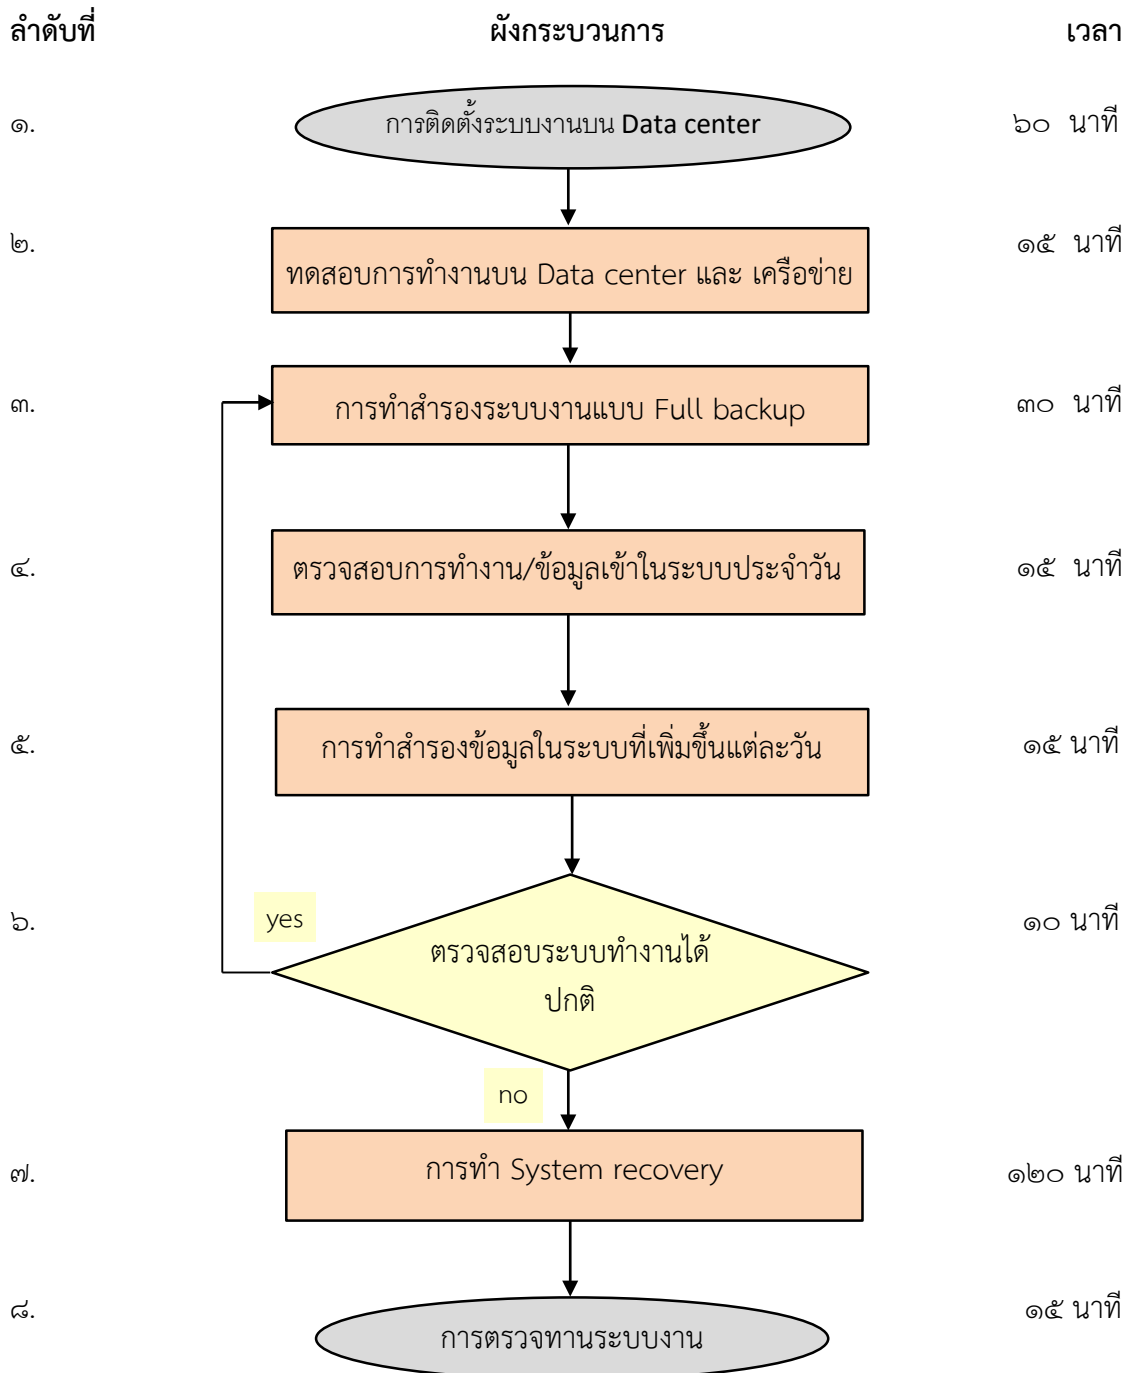 ลำดับที่ ผังกระบวนการ เวลา
๑. การติดตั้งระบบงานบน Data center ๖๐ นาที
๒. ทดสอบการทำงานบน Data center และ เครือข่าย ๑๕ นาที
๓. การทำสำรองระบบงานแบบ Full backup ๓๐ นาที
๔. ตรวจสอบการทำงาน/ข้อมูลเข้าในระบบประจำวัน ๑๕ นาที
๕. การทำสำรองข้อมูลในระบบที่เพิ่มขึ้นแต่ละวัน ๑๕ นาที
๖. yes ๑๐ นาที
ตรวจสอบระบบทำงานได้
ปกติ
no
๗. การทำ System recovery ๑๒๐ นาที
๘. การตรวจทานระบบงาน ๑๕ นาที